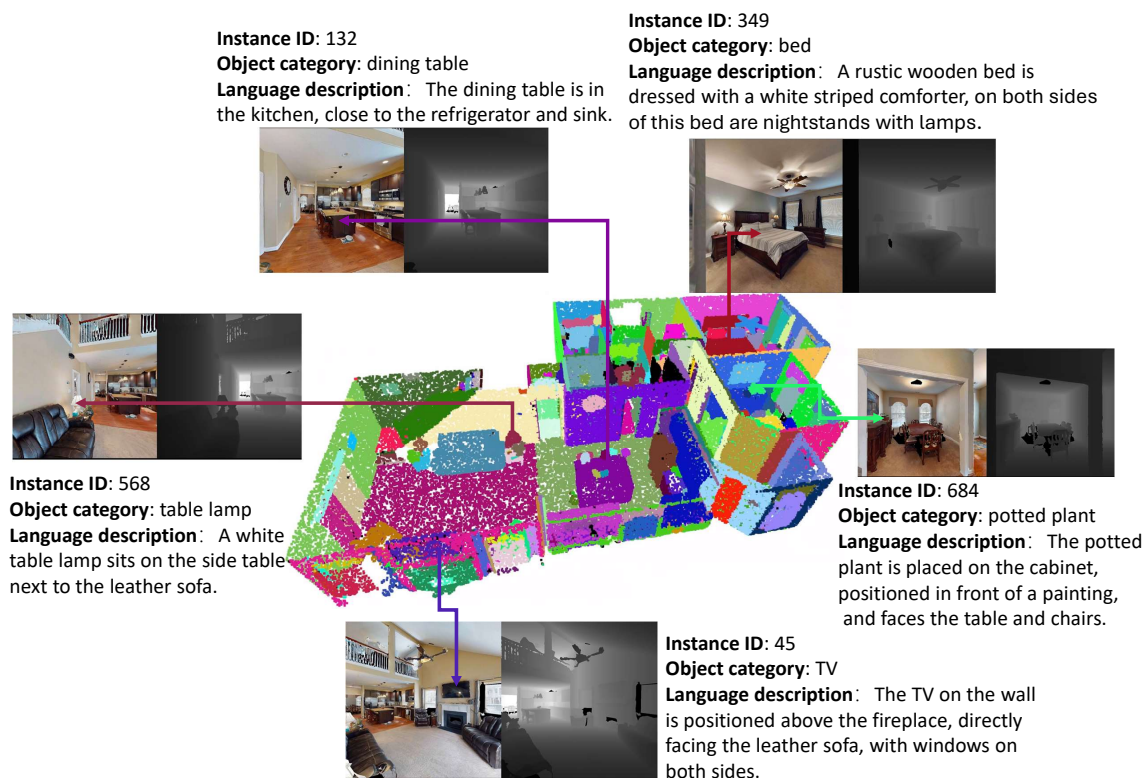 Instance ID: 132
Object category: dining table
Language description： The dining table is in
the kitchen, close to the refrigerator and sink.
Instance ID: 349
Object category: bed
Language description： A rustic wooden bed is
dressed with a white striped comforter, on both sides
of this bed are nightstands with lamps.
Instance ID: 568
Object category: table lamp
Language description： A white
table lamp sits on the side table
next to the leather sofa.
Instance ID: 684
Object category: potted plant
Language description： The potted
plant is placed on the cabinet,
positioned in front of a painting,
and faces the table and chairs.
Instance ID: 45
Object category: TV
Language description： The TV on the wall
is positioned above the fireplace, directly
facing the leather sofa, with windows on
both sides.